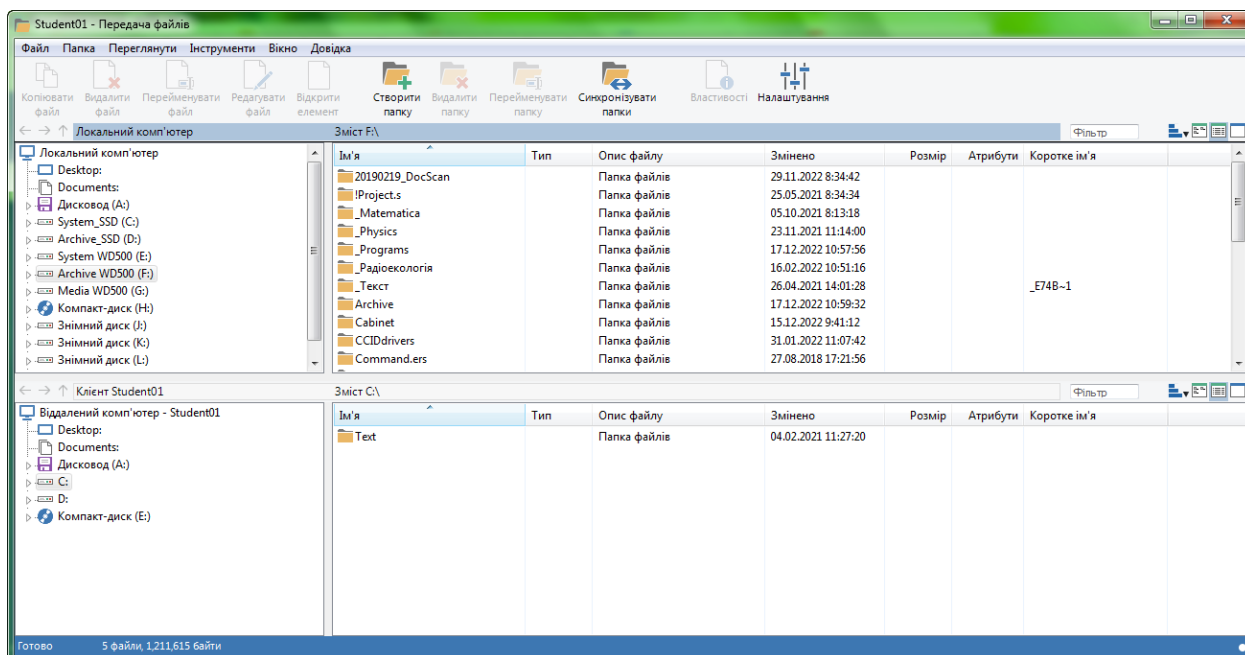 Student01 - Передача файлів
Файл Папка Переглянути Інструменти Вікно Довідка
Копіювати файл Видалити файл Перейменувати файл Редагувати файл Відкрити елемент Створити папку Видалити папку Перейменувати папку Синхронізувати папки Властивості Налаштування
Локальний комп'ютер Зміст F:\ Фільтр
Локальний комп'ютер
Desktop:
Documents:
Дисковод (A:)
System_SSD (C:)
Archive_SSD (D:)
System WD500 (E:)
Archive WD500 (F:)
Media WD500 (G:)
Компакт-диск (H:)
Знімний диск (J:)
Знімний диск (K:)
Знімний диск (L:)
Ім'я Тип Опис файлу Змінено Розмір Атрибути Коротке ім'я
20190219_DocScan Папка файлів 29.11.2022 8:34:42
!Project.s Папка файлів 25.05.2021 8:34:34
_Matematica Папка файлів 05.10.2021 8:13:18
_Physics Папка файлів 23.11.2021 11:14:00
_Programs Папка файлів 17.12.2022 10:57:56
_Радіоекологія Папка файлів 16.02.2022 10:51:16
_Текст Папка файлів 26.04.2021 14:01:28 _E74B~1
Archive Папка файлів 17.12.2022 10:59:32
Cabinet Папка файлів 15.12.2022 9:41:12
CCIDdrivers Папка файлів 31.01.2022 11:07:42
Command.ers Папка файлів 27.08.2018 17:21:56
Клієнт Student01 Зміст C:\ Фільтр
Віддалений комп'ютер - Student01
Desktop:
Documents:
Дисковод (A:)
C:
D:
Компакт-диск (E:)
Ім'я Тип Опис файлу Змінено Розмір Атрибути Коротке ім'я
Text Папка файлів 04.02.2021 11:27:20
Готово 5 файли, 1,211,615 байти